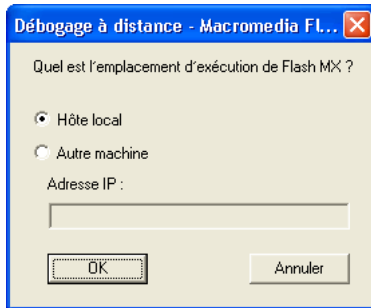 Débogage à distance - Macromedia Fl...
Quel est l'emplacement d'exécution de Flash MX ?
Hôte local
Autre machine
Adresse IP :
OK
Annuler